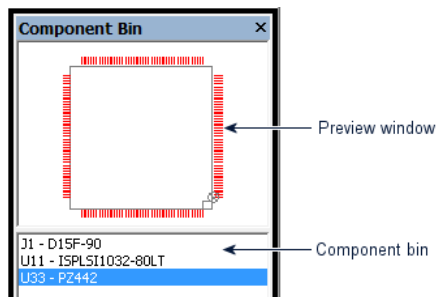 Component Bin
Preview window
Component bin
J1 - D15F-90
U11 - ISPLSI1032-80LT
U33 - PZ442